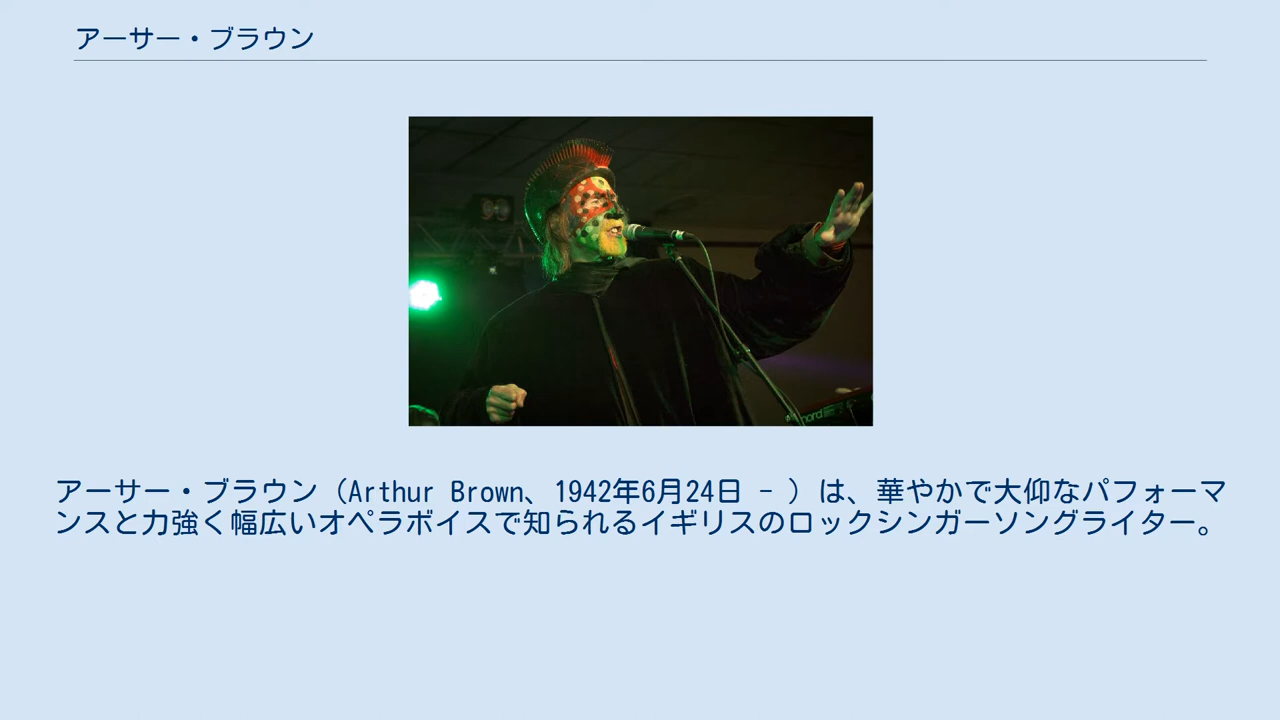 アーサー・ブラウン
アーサー・ブラウン（Arthur Brown、1942年6月24日 - ）は、華やかで大仰なパフォーマ
ンスと力強く幅広いオペラボイスで知られるイギリスのロックシンガーソングライター。
nord